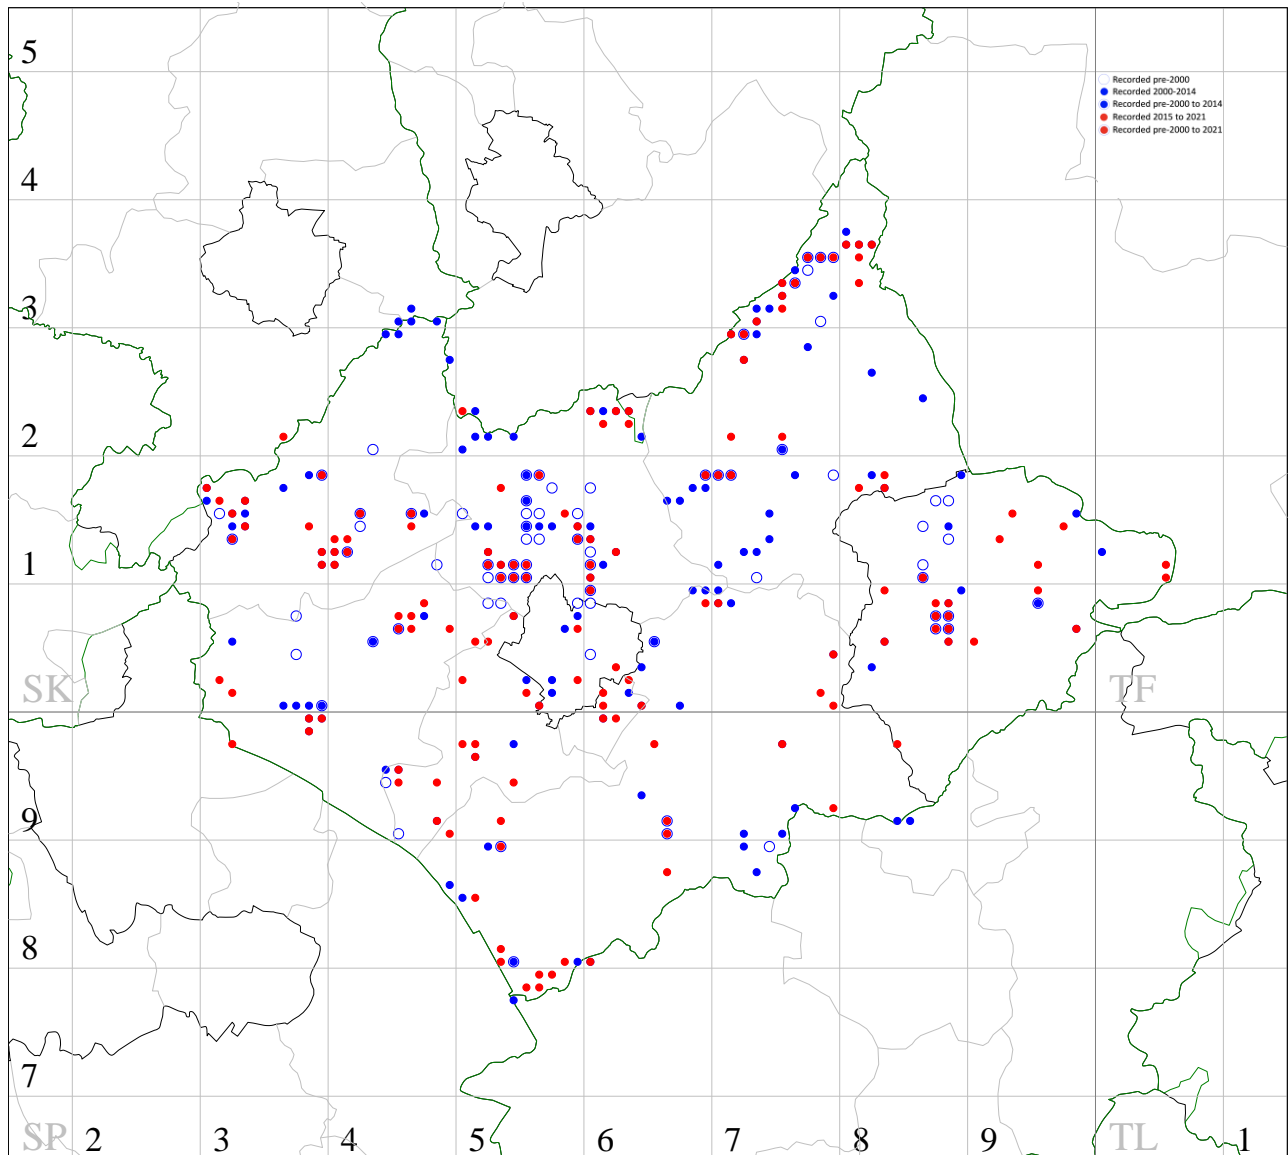 5
Recorded pre-2000
Recorded 2000-2014
Recorded pre-2000 to 2014
Recorded 2015 to 2021
Recorded pre-2000 to 2021
4
3
2
1
SK
TF
9
8
7
SP 2 3 4 5 6 7 8 9 TL 1